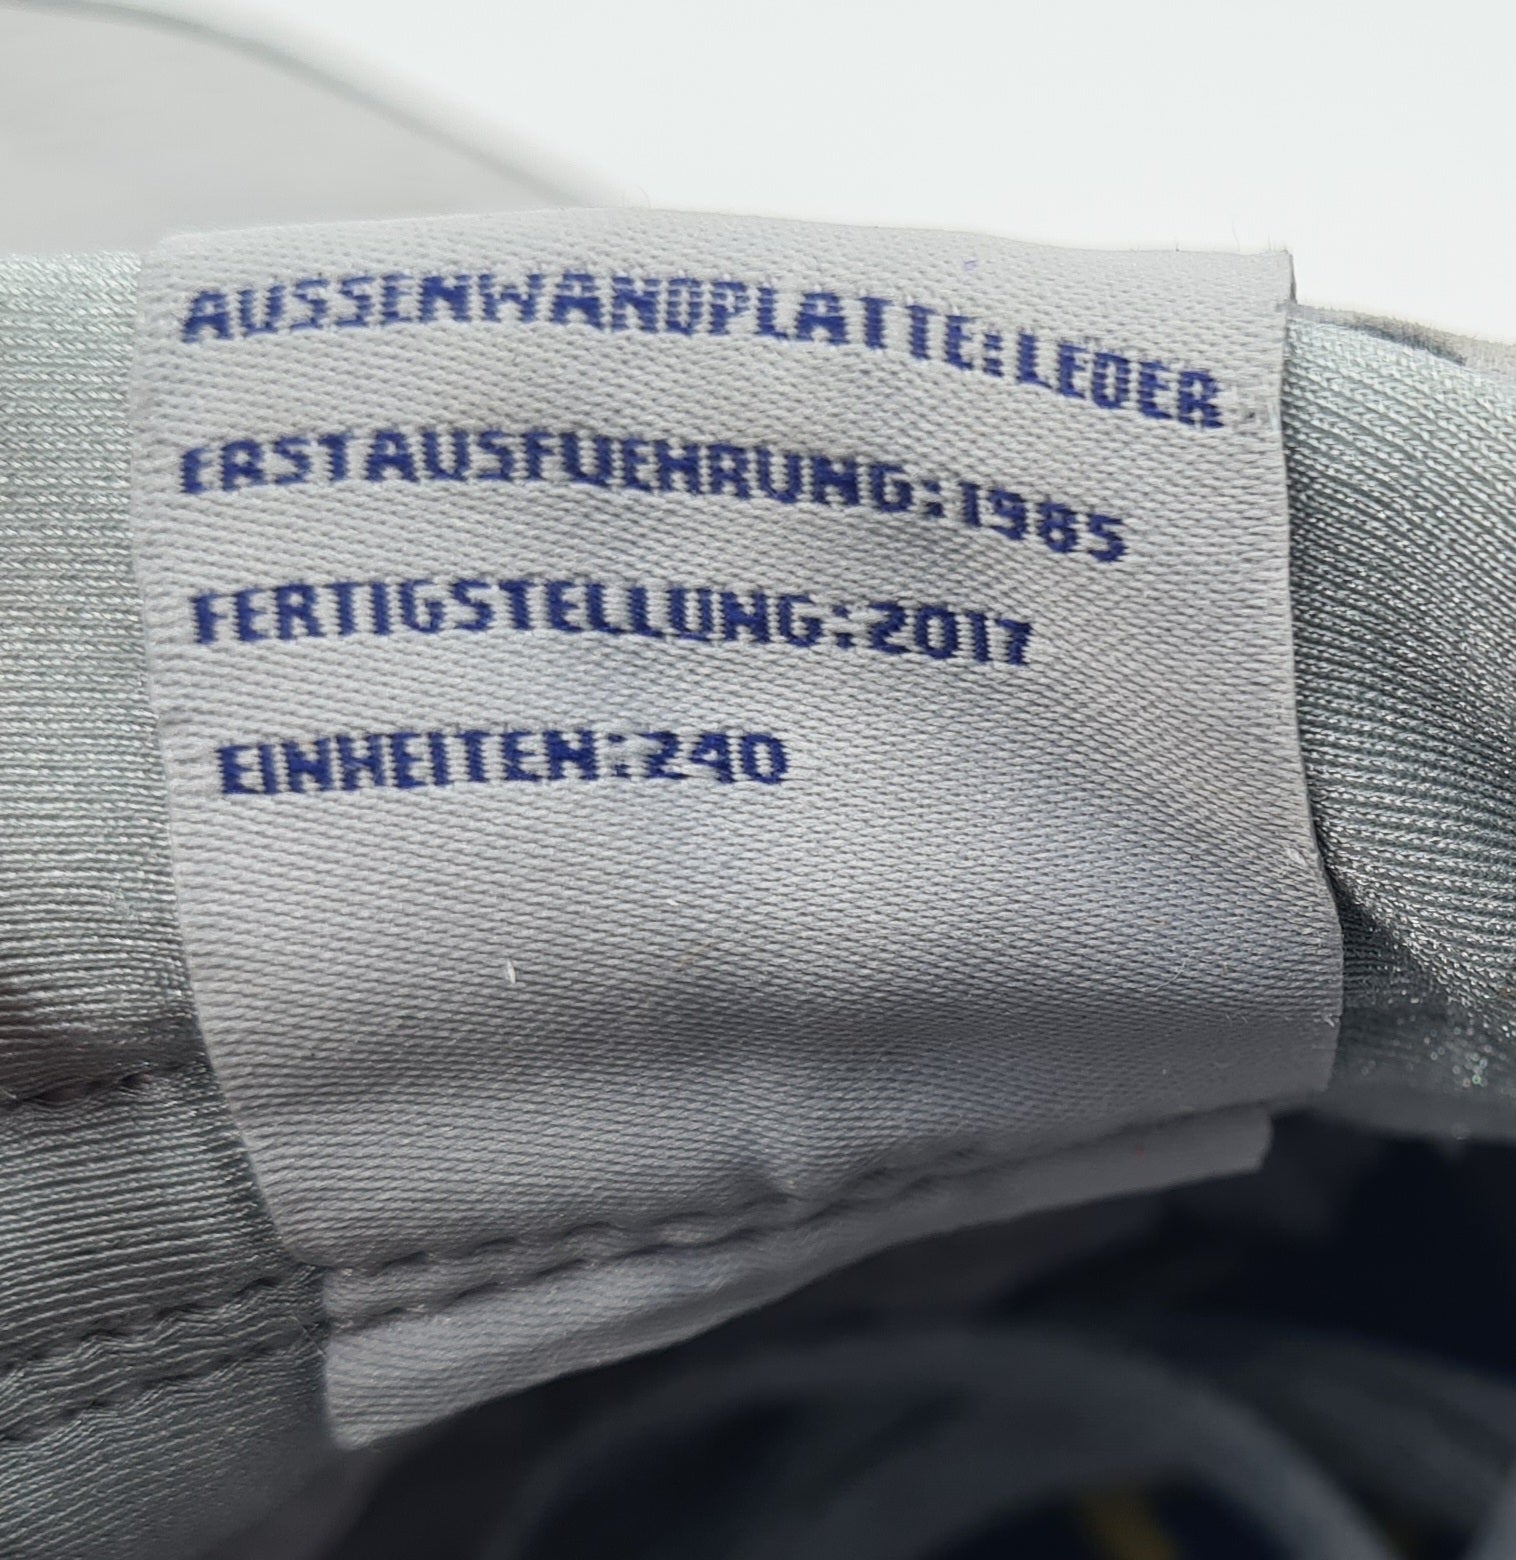 AUSSENWANDPLATTE:LEDER
ERSTAUSFUEHRUNG:1985
FERTIGSTELLUNG:2017
EINHEITEN:240